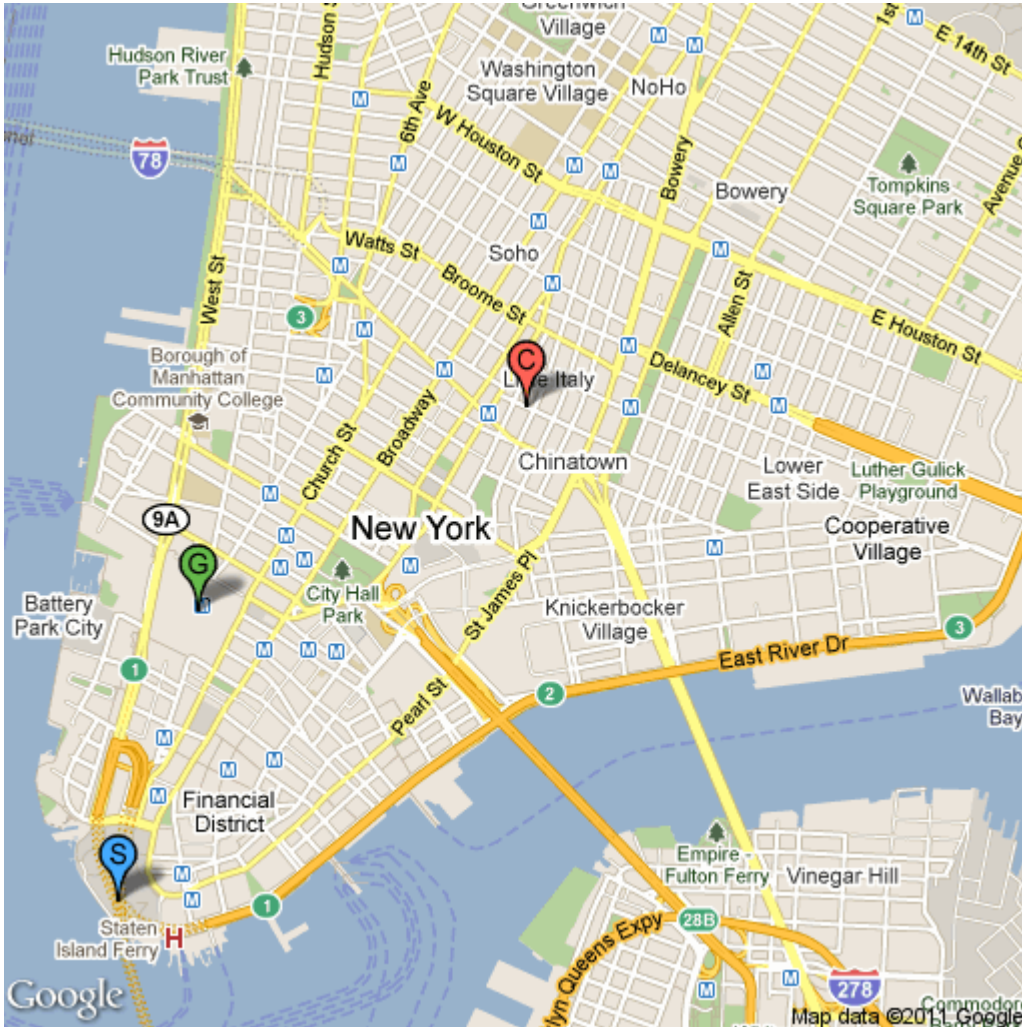 Greenwich
Village
E 14th St
1st
Hudson River
Park Trust
Hudson S
6th Ave
Washington
Square Village
NoHo
W Houston St
Bowery
78
Bowery
Tompkins
Square Park
Avenue C
Watts St
Soho
West St
Broome St
Allen St
E Houston St
3
Borough of
Manhattan
Community College
C
Little Italy
Delancey St
Broadway
Church St
Chinatown
Lower
East Side
Luther Gulick
Playground
9A
New York
Cooperative
Village
G
City Hall
Park
St James Pl
Battery
Park City
Knickerbocker
Village
3
1
East River Dr
2
Pearl St
Wallab
Bay
Financial
District
S
Empire -
Fulton Ferry
Vinegar Hill
1
Staten
Island Ferry
H
28B
lyn Queens Expy
278
Google
Commodore
Map data ©2011 Google